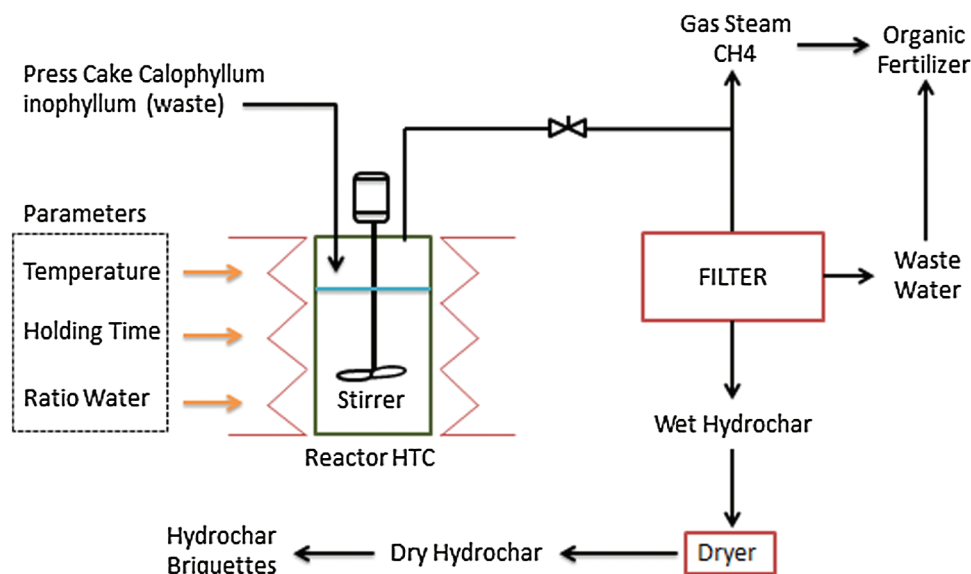 Press Cake Calophyllum
inophyllum (waste)
Gas Steam
CH4
Organic
Fertilizer
Parameters
Temperature
Holding Time
Ratio Water
Stirrer
Reactor HTC
FILTER
Waste
Water
Wet Hydrochar
Dryer
Dry Hydrochar
Hydrochar
Briquettes